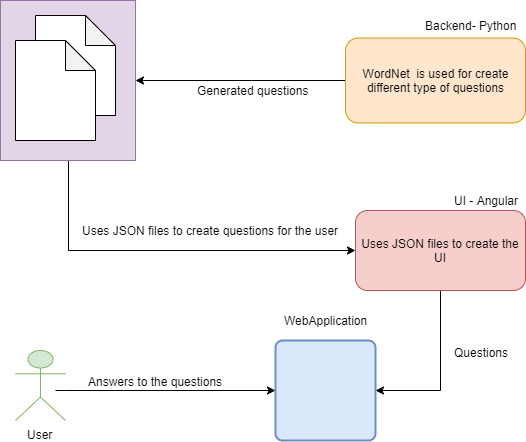 Backend- Python
WordNet is used for create
different type of questions
Generated questions
UI - Angular
Uses JSON files to create questions for the user
Uses JSON files to create the
UI
WebApplication
Questions
Answers to the questions
User